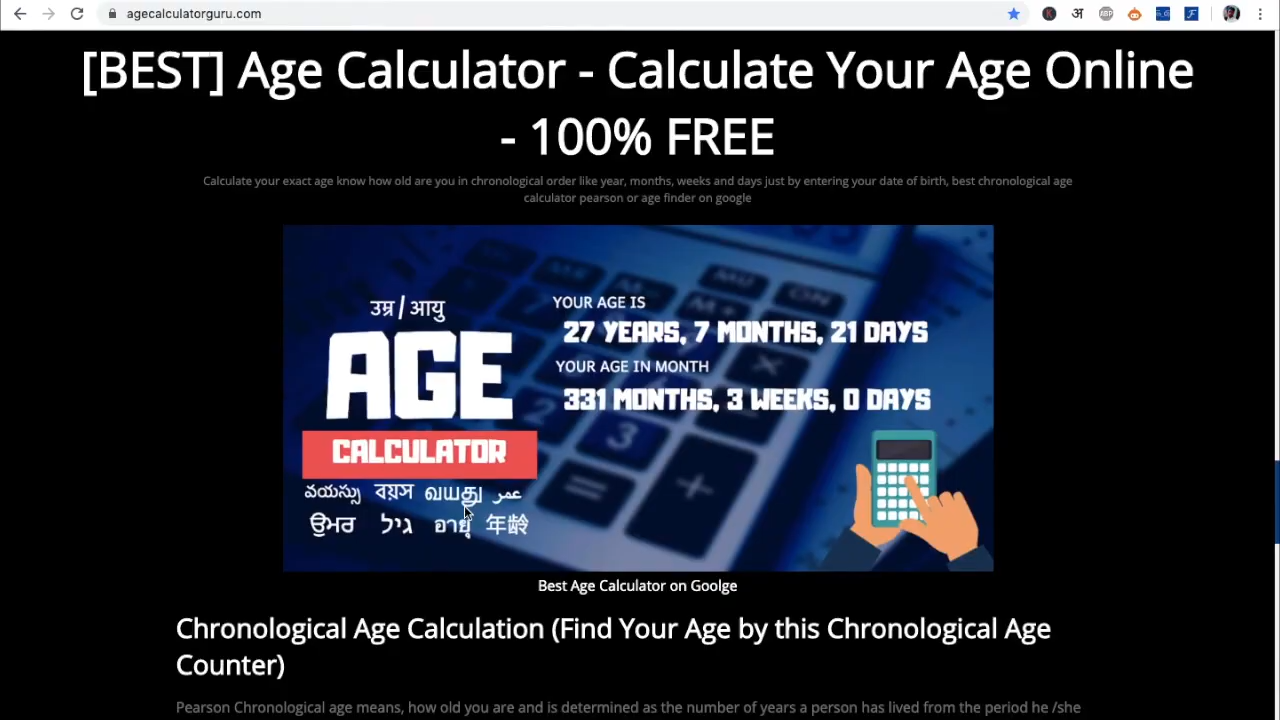 agecalculatorguru.com
[BEST] Age Calculator - Calculate Your Age Online
- 100% FREE
Calculate your exact age know how old are you in chronological order like year, months, weeks and days just by entering your date of birth, best chronological age
calculator pearson or age finder on google
उम्र / आयु
AGE
CALCULATOR
వయస్సు বয়স வயது عمر
ਉਮਰ גיל อายุ 年龄
YOUR AGE IS
27 YEARS, 7 MONTHS, 21 DAYS
YOUR AGE IN MONTH
331 MONTHS, 3 WEEKS, 0 DAYS
Best Age Calculator on Goolge
Chronological Age Calculation (Find Your Age by this Chronological Age
Counter)
Pearson Chronological age means, how old you are and is determined as the number of years a person has lived from the period he /she